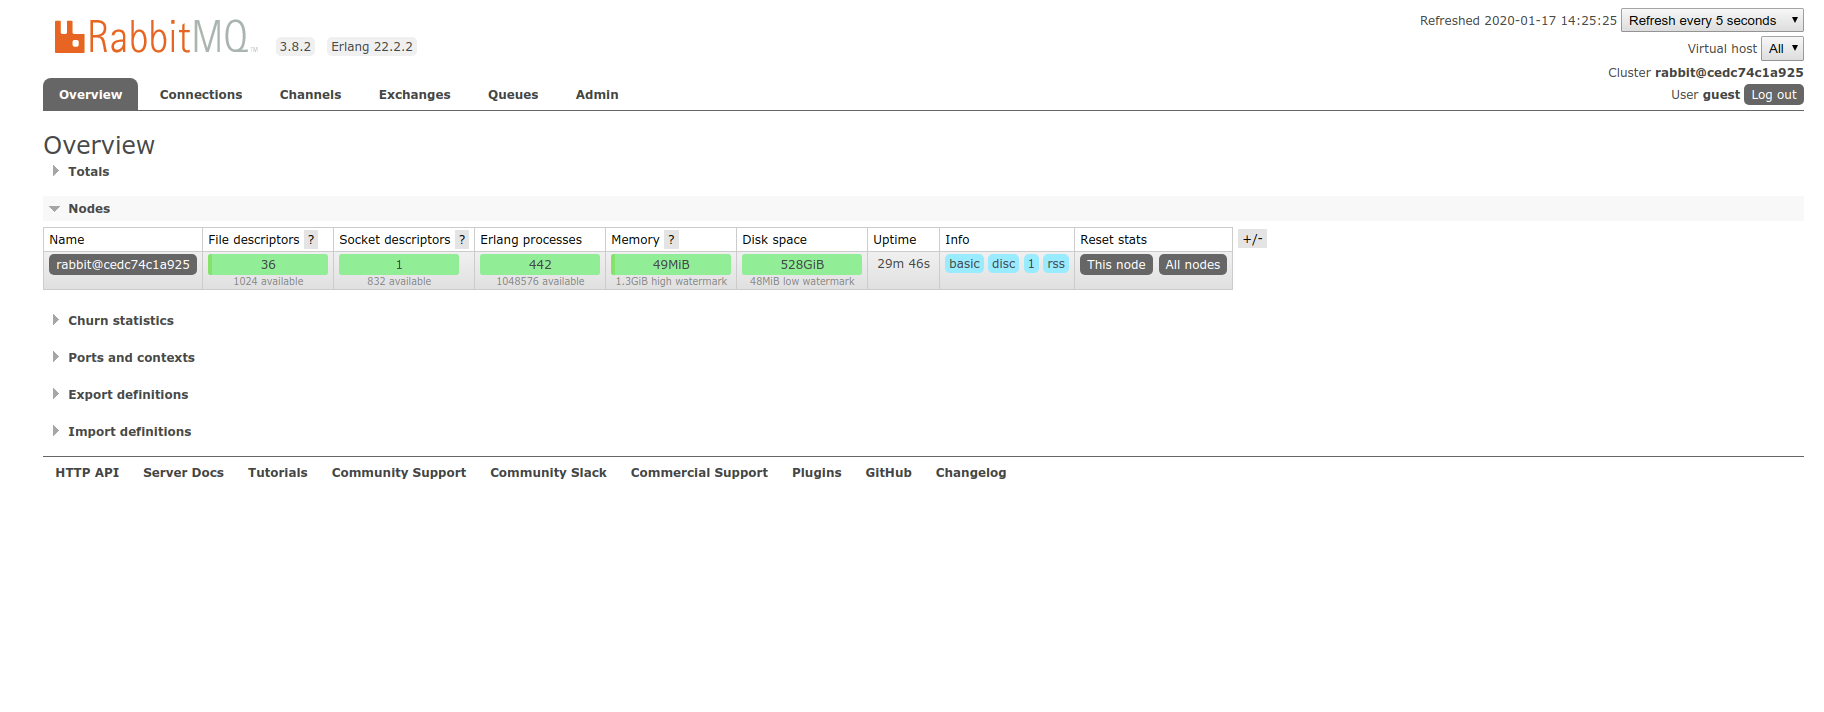 RabbitMQ TM 3.8.2 Erlang 22.2.2
Refreshed 2020-01-17 14:25:25 Refresh every 5 seconds
Virtual host All
Cluster rabbit@cedc74c1a925
User guest Log out
Overview Connections Channels Exchanges Queues Admin
Overview
Totals
Nodes
Name File descriptors ? Socket descriptors ? Erlang processes Memory ? Disk space Uptime Info Reset stats +/-
rabbit@cedc74c1a925 36 1 442 49MiB 528GiB 29m 46s basic disc 1 rss This node All nodes
1024 available 832 available 1048576 available 1.3GiB high watermark 48MiB low watermark
Churn statistics
Ports and contexts
Export definitions
Import definitions
HTTP API Server Docs Tutorials Community Support Community Slack Commercial Support Plugins GitHub Changelog